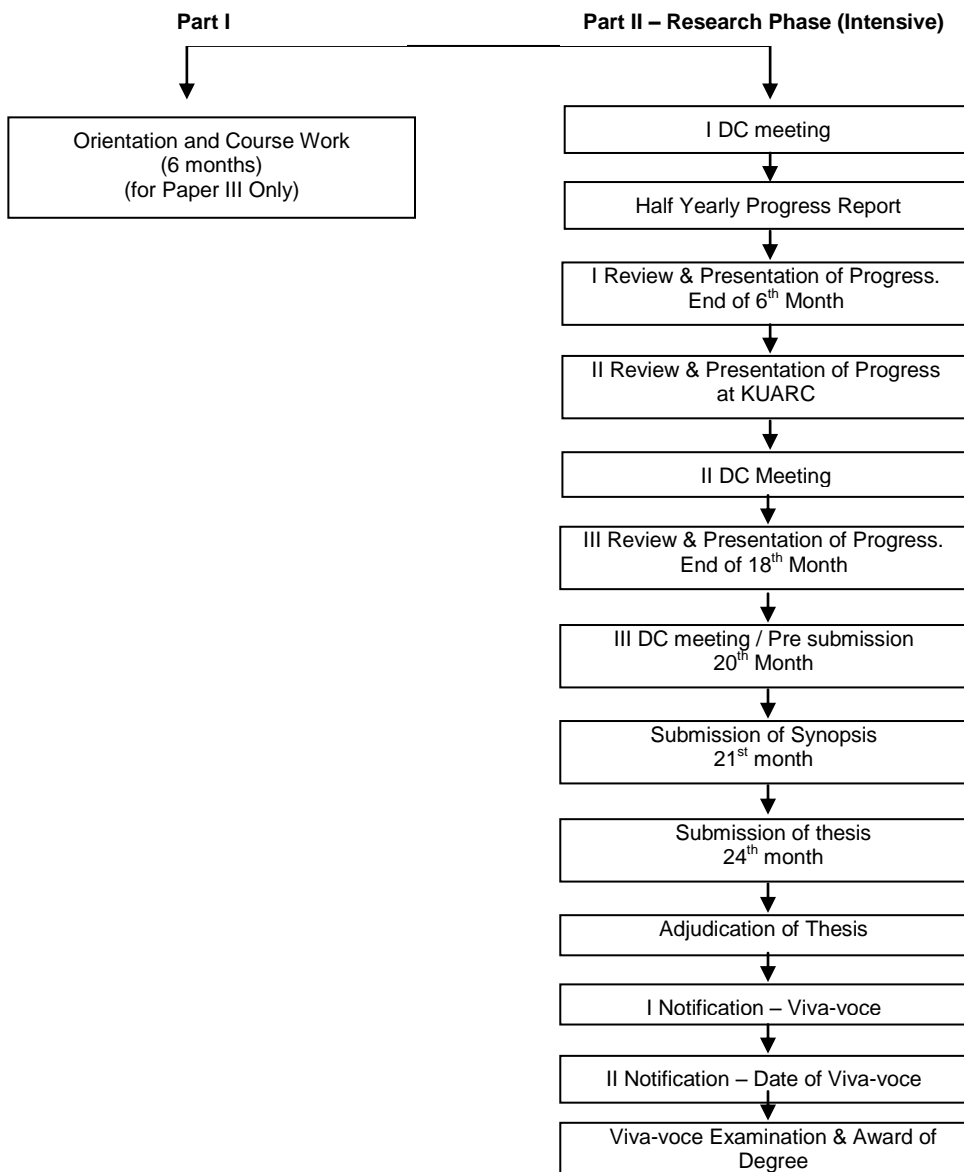 Part I
Part II – Research Phase (Intensive)
Orientation and Course Work
(6 months)
(for Paper III Only)
I DC meeting
Half Yearly Progress Report
I Review & Presentation of Progress.
End of 6th Month
II Review & Presentation of Progress
at KUARC
II DC Meeting
III Review & Presentation of Progress.
End of 18th Month
III DC meeting / Pre submission
20th Month
Submission of Synopsis
21st month
Submission of thesis
24th month
Adjudication of Thesis
I Notification – Viva-voce
II Notification – Date of Viva-voce
Viva-voce Examination & Award of
Degree